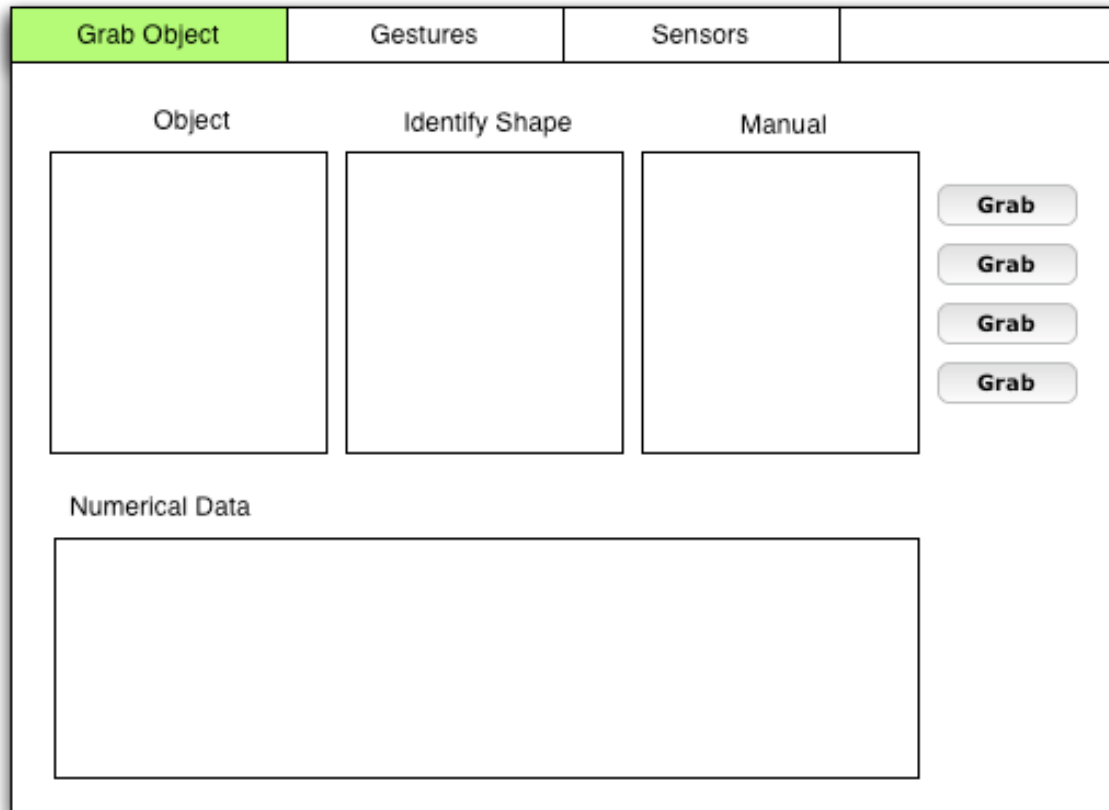 Grab Object Gestures Sensors
Object Identify Shape Manual
Grab
Grab
Grab
Grab
Numerical Data